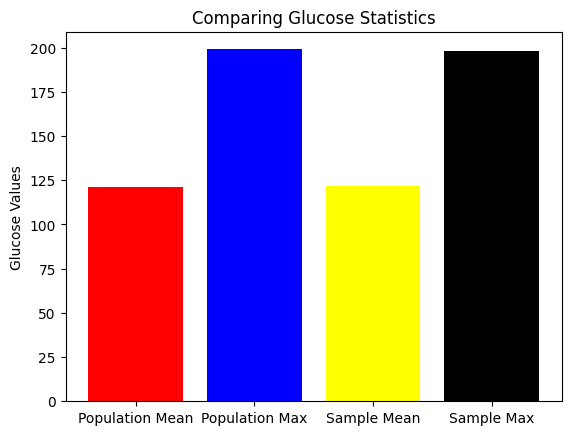 Comparing Glucose Statistics
Glucose Values
200
175
150
125
100
75
50
25
0
Population Mean
Population Max
Sample Mean
Sample Max